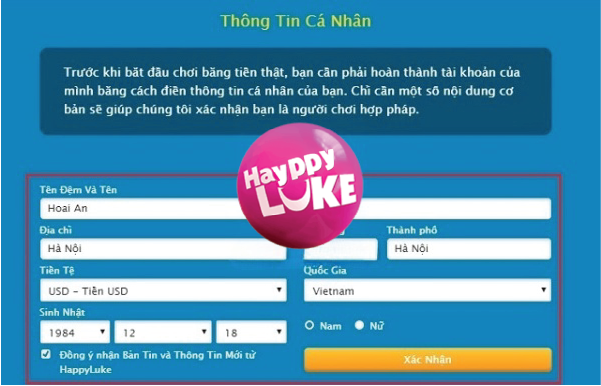 Thông Tin Cá Nhân
Trước khi bắt đầu chơi bằng tiền thật, bạn cần phải hoàn thành tài khoản của
mình bằng cách điền thông tin cá nhân của bạn. Chỉ cần một số nội dung cơ
bản sẽ giúp chúng tôi xác nhận bạn là người chơi hợp pháp.
Hayppy
LUKE
Tên Đệm Và Tên
Hoai An
Địa chỉ
Thành phố
Hà Nội
Hà Nội
Tiền Tệ
Quốc Gia
USD – Tiền USD
Vietnam
Sinh Nhật
1984 12 18
Nam Nữ
Đồng ý nhận Bản Tin và Thông Tin Mới từ
HappyLuke
Xác Nhận